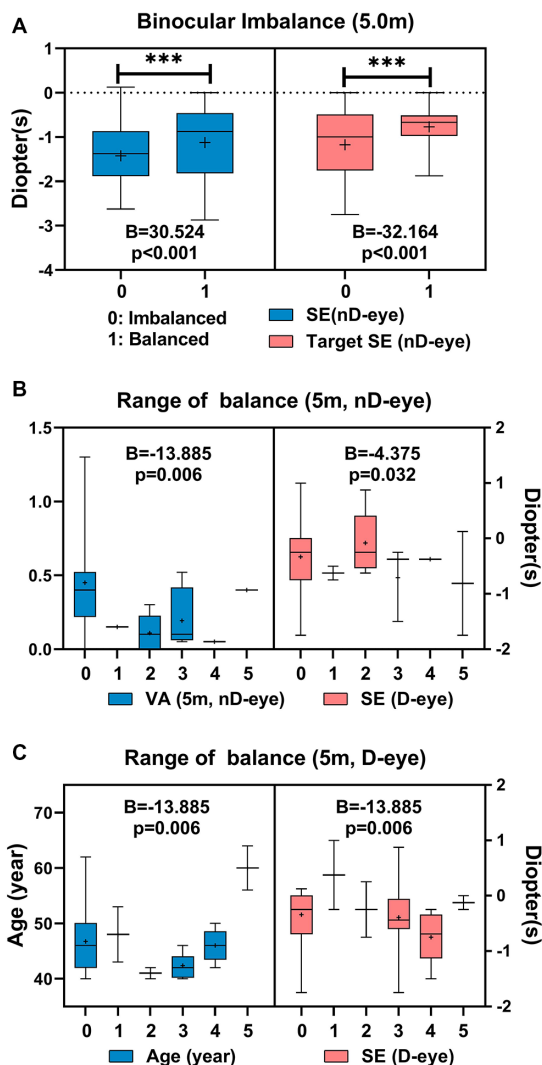 A
Binocular Imbalance (5.0m)
*** ***
1
0
-1
-2
-3
-4
Diopter(s)
B=30.524
p<0.001
B=-32.164
p<0.001
0 1 0 1
0: Imbalanced
1: Balanced
SE(nD-eye)
Target SE (nD-eye)
B
Range of balance (5m, nD-eye)
1.5
1.0
0.5
0.0
B=-13.885
p=0.006
B=-4.375
p=0.032
2
1
0
-1
-2
Diopter(s)
0 1 2 3 4 5 0 1 2 3 4 5
VA (5m, nD-eye) SE (D-eye)
C
Range of balance (5m, D-eye)
Age (year)
70
60
50
40
B=-13.885
p=0.006
B=-13.885
p=0.006
2
1
0
-1
-2
Diopter(s)
0 1 2 3 4 5 0 1 2 3 4 5
Age (year) SE (D-eye)